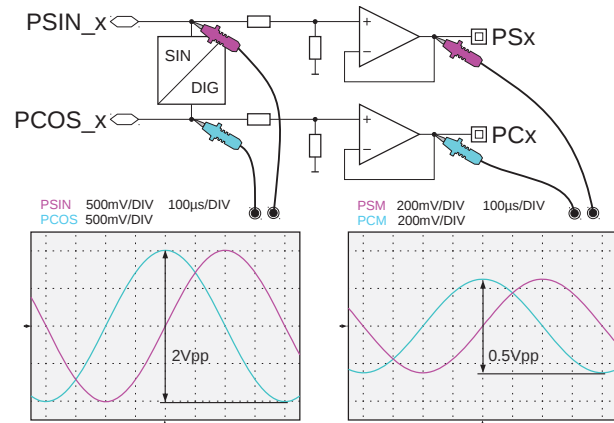 PSIN_x
SIN
DIG
+
−
PSx
PCOS_x
+
−
PCx
PSIN 500mV/DIV 100µs/DIV
PCOS 500mV/DIV
PSM 200mV/DIV 100µs/DIV
PCM 200mV/DIV
2Vpp
0.5Vpp